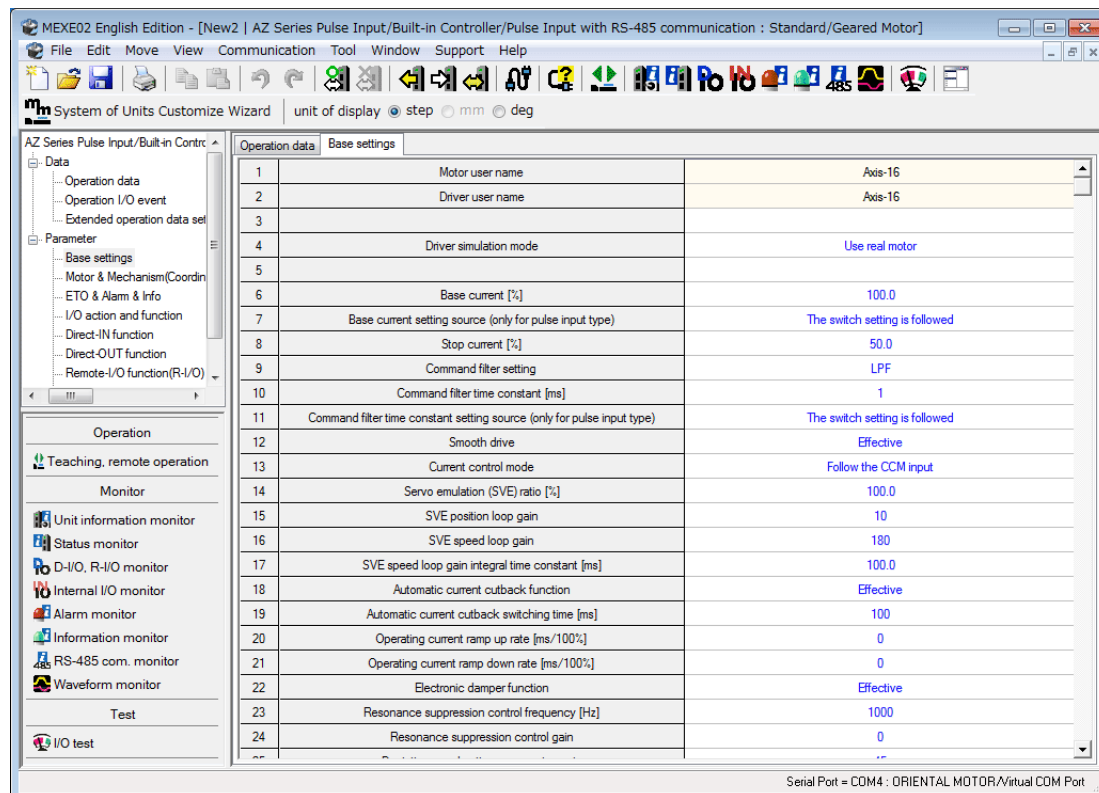 MEXE02 English Edition - [New2 | AZ Series Pulse Input/Built-in Controller/Pulse Input with RS-485 communication : Standard/Geared Motor]
File Edit Move View Communication Tool Window Support Help
System of Units Customize Wizard unit of display step mm deg
AZ Series Pulse Input/Built-in Contrc
Data
Operation data
Operation I/O event
Extended operation data set
Parameter
Base settings
Motor & Mechanism(Coordin
ETO & Alarm & Info
I/O action and function
Direct-IN function
Direct-OUT function
Remote-I/O function(R-I/O)
Operation
Teaching, remote operation
Monitor
Unit information monitor
Status monitor
D-I/O, R-I/O monitor
Internal I/O monitor
Alarm monitor
Information monitor
RS-485 com. monitor
Waveform monitor
Test
I/O test
Operation data Base settings
1 Motor user name Axis-16
2 Driver user name Axis-16
3
4 Driver simulation mode Use real motor
5
6 Base current [%] 100.0
7 Base current setting source (only for pulse input type) The switch setting is followed
8 Stop current [%] 50.0
9 Command filter setting LPF
10 Command filter time constant [ms] 1
11 Command filter time constant setting source (only for pulse input type) The switch setting is followed
12 Smooth drive Effective
13 Current control mode Follow the CCM input
14 Servo emulation (SVE) ratio [%] 100.0
15 SVE position loop gain 10
16 SVE speed loop gain 180
17 SVE speed loop gain integral time constant [ms] 100.0
18 Automatic current cutback function Effective
19 Automatic current cutback switching time [ms] 100
20 Operating current ramp up rate [ms/100%] 0
21 Operating current ramp down rate [ms/100%] 0
22 Electronic damper function Effective
23 Resonance suppression control frequency [Hz] 1000
24 Resonance suppression control gain 0
Serial Port = COM4 : ORIENTAL MOTOR/Virtual COM Port